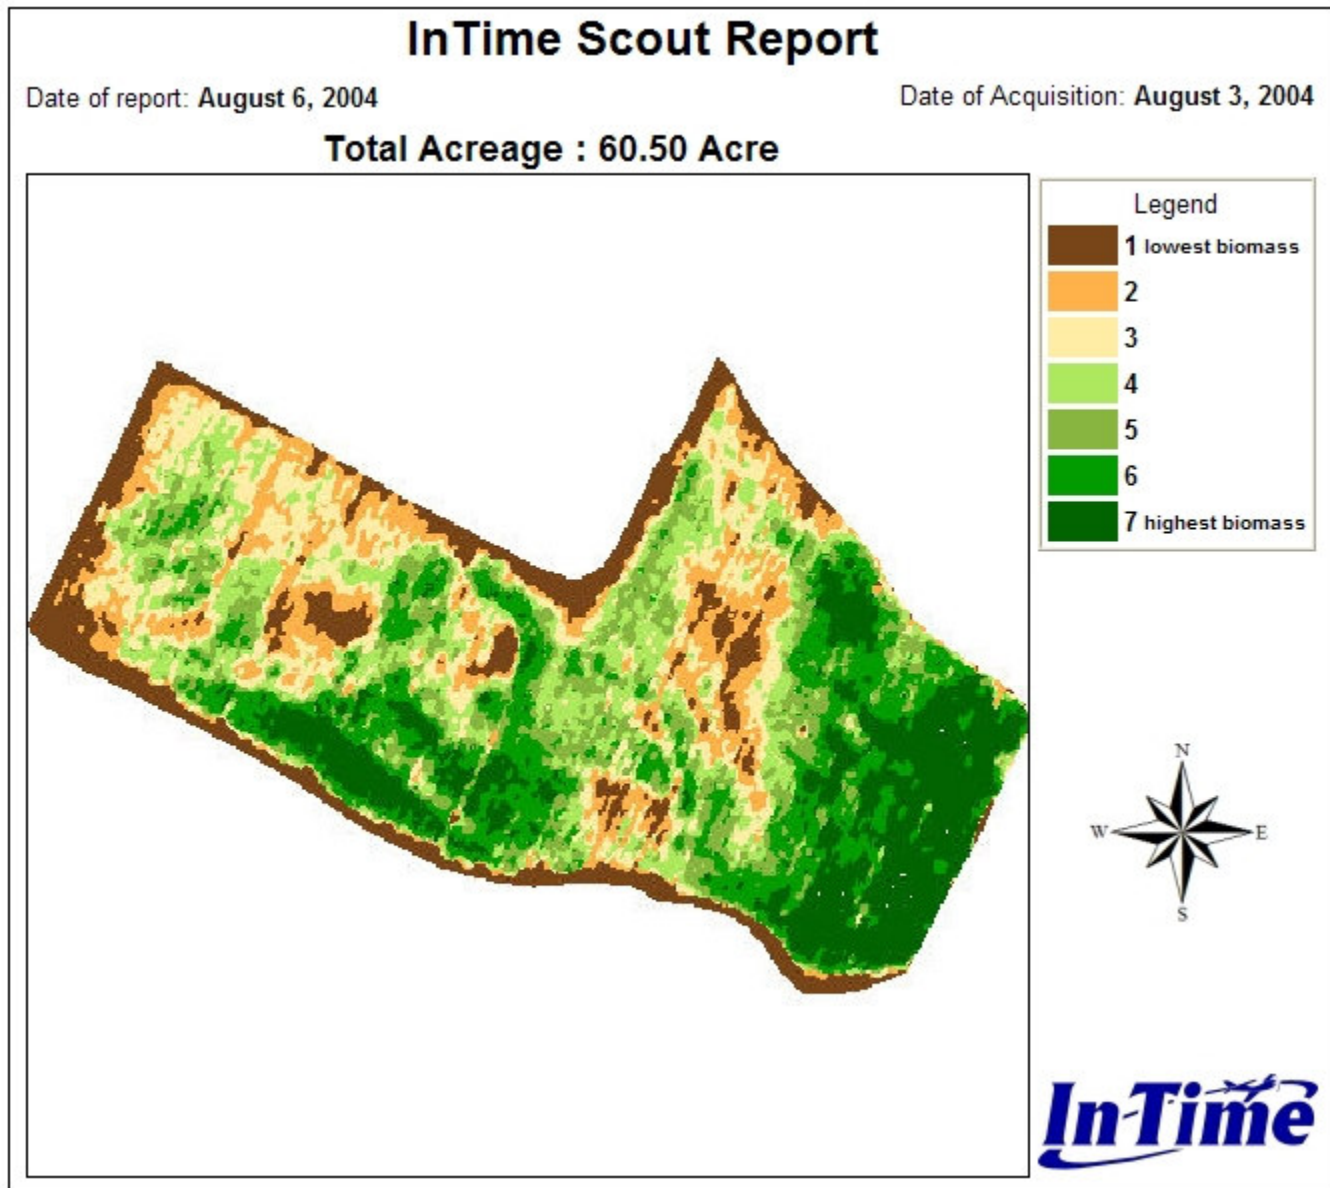 InTime Scout Report
Date of report: August 6, 2004
Date of Acquisition: August 3, 2004
Total Acreage : 60.50 Acre
Legend
1 lowest biomass
2
3
4
5
6
7 highest biomass
N
W E
S
In-Time